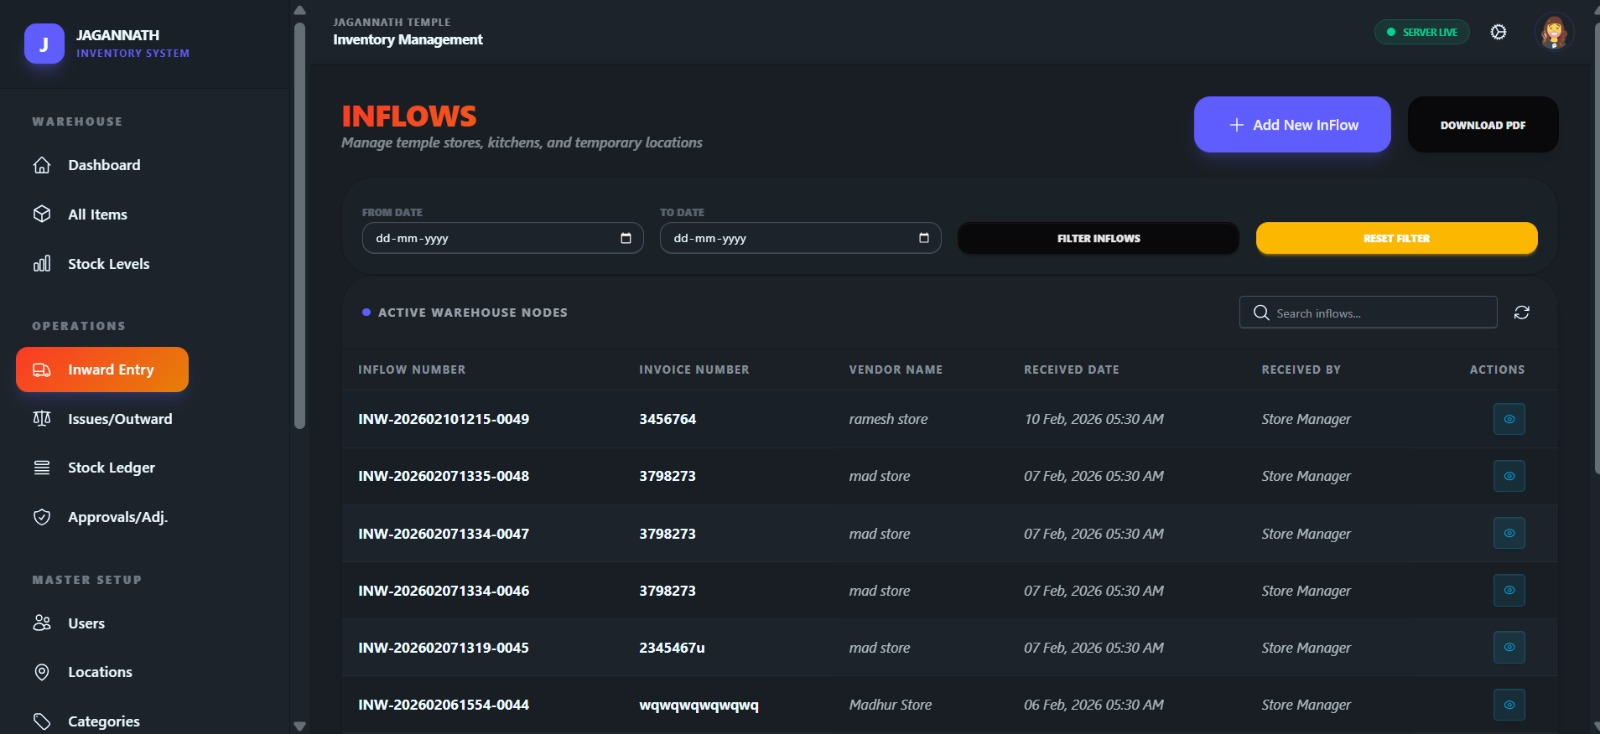 J
JAGANNATH
INVENTORY SYSTEM
WAREHOUSE
Dashboard
All Items
Stock Levels
OPERATIONS
Inward Entry
Issues/Outward
Stock Ledger
Approvals/Adj.
MASTER SETUP
Users
Locations
Categories
JAGANNATH TEMPLE
Inventory Management
SERVER LIVE
INFLOWS
Manage temple stores, kitchens, and temporary locations
Add New InFlow
DOWNLOAD PDF
FROM DATE
dd-mm-yyyy
TO DATE
dd-mm-yyyy
FILTER INFLOWS
RESET FILTER
ACTIVE WAREHOUSE NODES
Search inflows...
INFLOW NUMBER INVOICE NUMBER VENDOR NAME RECEIVED DATE RECEIVED BY ACTIONS
INW-202602101215-0049 3456764 ramesh store 10 Feb, 2026 05:30 AM Store Manager
INW-202602071335-0048 3798273 mad store 07 Feb, 2026 05:30 AM Store Manager
INW-202602071334-0047 3798273 mad store 07 Feb, 2026 05:30 AM Store Manager
INW-202602071334-0046 3798273 mad store 07 Feb, 2026 05:30 AM Store Manager
INW-202602071319-0045 2345467u mad store 07 Feb, 2026 05:30 AM Store Manager
INW-202602061554-0044 wqwqwqwqwqwq Madhur Store 06 Feb, 2026 05:30 AM Store Manager